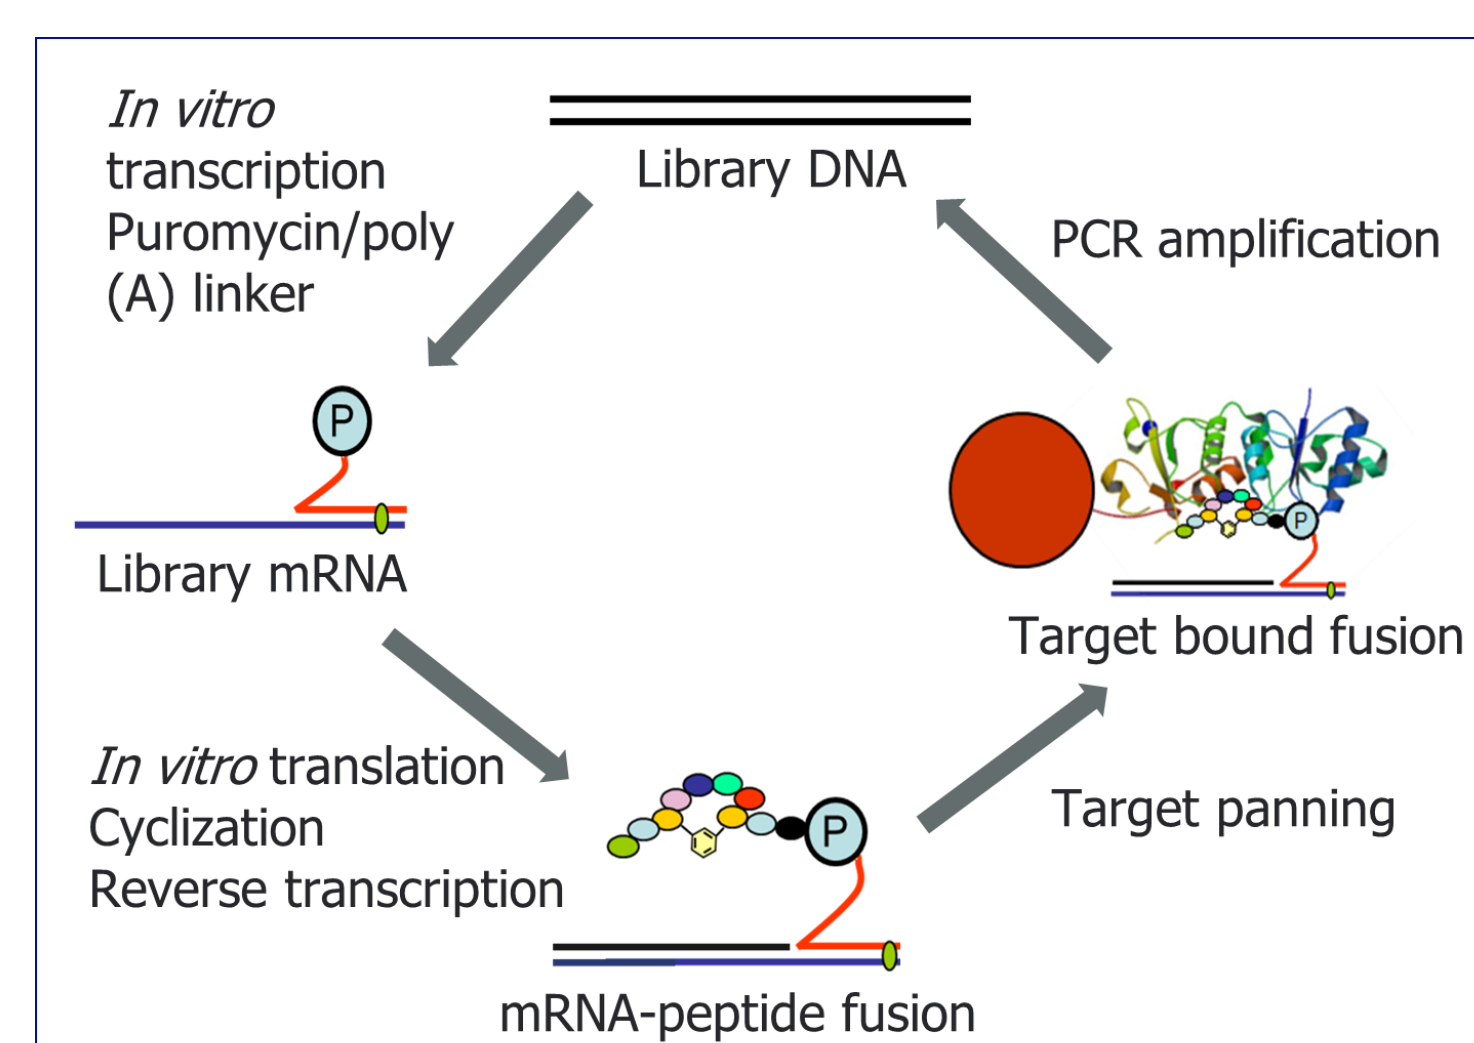 In vitro
transcription
Puromycin/poly
(A) linker
Library DNA
PCR amplification
P
Library mRNA
P
Target bound fusion
In vitro translation
Cyclization
Reverse transcription
P
Target panning
mRNA-peptide fusion